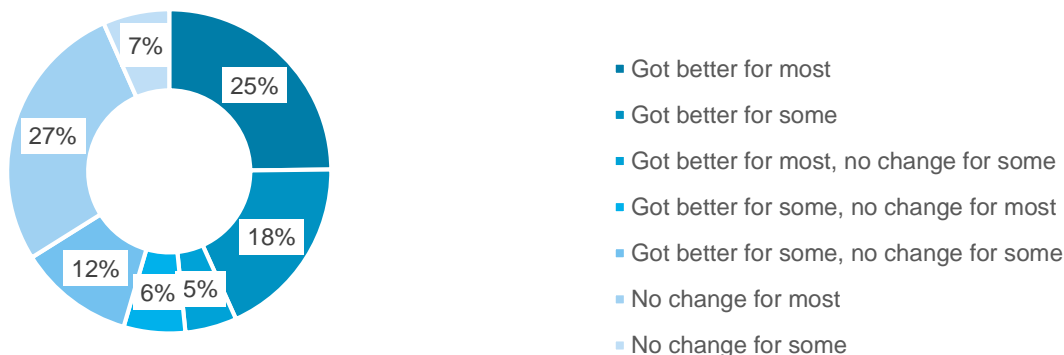 7%
25%
27%
18%
12%
6%
5%
Got better for most
Got better for some
Got better for most, no change for some
Got better for some, no change for most
Got better for some, no change for some
No change for most
No change for some